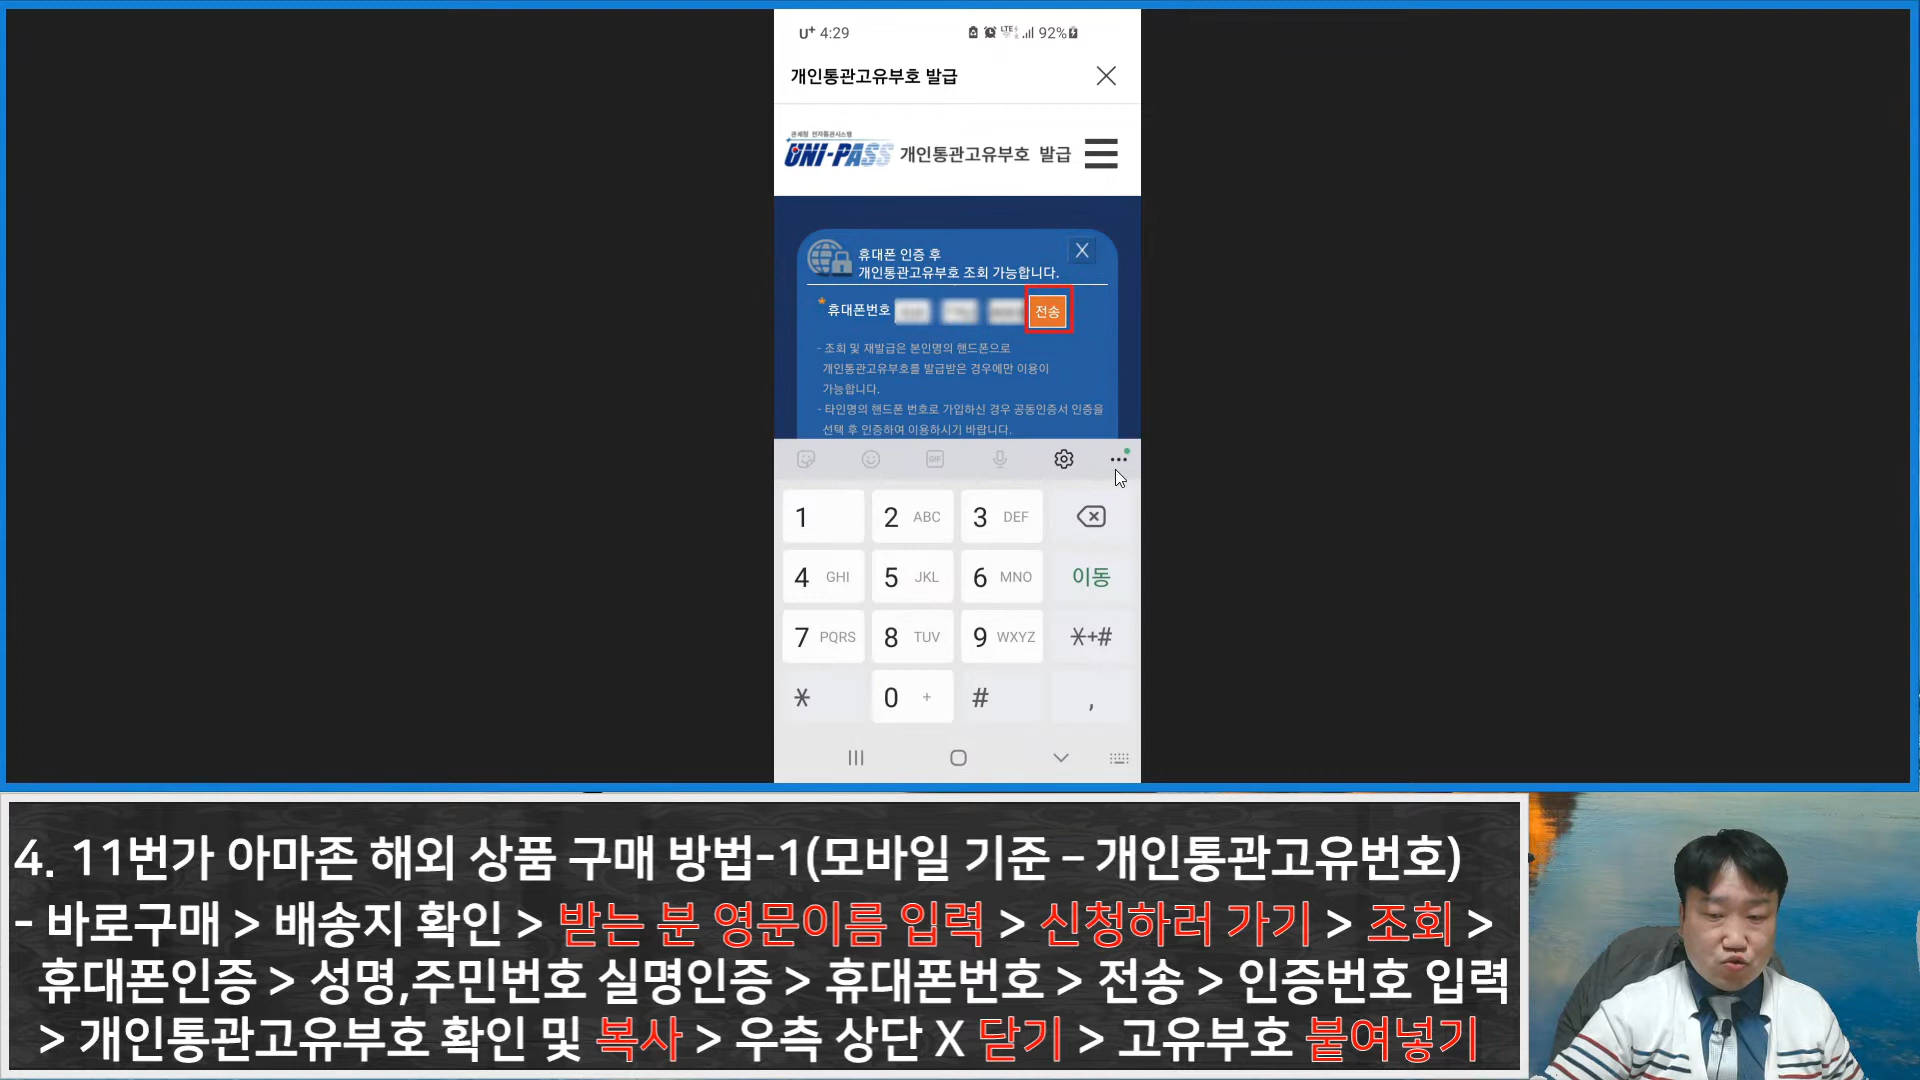 U+ 4:29
LTE
92%
개인통관고유부호 발급
관세청 전자통관시스템
UNI-PASS 개인통관고유부호 발급
휴대폰 인증 후
개인통관고유부호 조회 가능합니다.
X
* 휴대폰번호
전송
- 조회 및 재발급은 본인명의 핸드폰으로
개인통관고유부호를 발급받은 경우에만 이용이
가능합니다.
- 타인명의 핸드폰 번호로 가입하신 경우 공동인증서 인증을
선택 후 인증하여 이용하시기 바랍니다.
GIF
1 2 ABC 3 DEF
4 GHI 5 JKL 6 MNO 이동
7 PQRS 8 TUV 9 WXYZ *+#
* 0 + # ,
4. 11번가 아마존 해외 상품 구매 방법-1(모바일 기준 – 개인통관고유번호)
- 바로구매 > 배송지 확인 > 받는 분 영문이름 입력 > 신청하러 가기 > 조회 >
휴대폰인증 > 성명,주민번호 실명인증 > 휴대폰번호 > 전송 > 인증번호 입력
> 개인통관고유부호 확인 및 복사 > 우측 상단 X 닫기 > 고유부호 붙여넣기